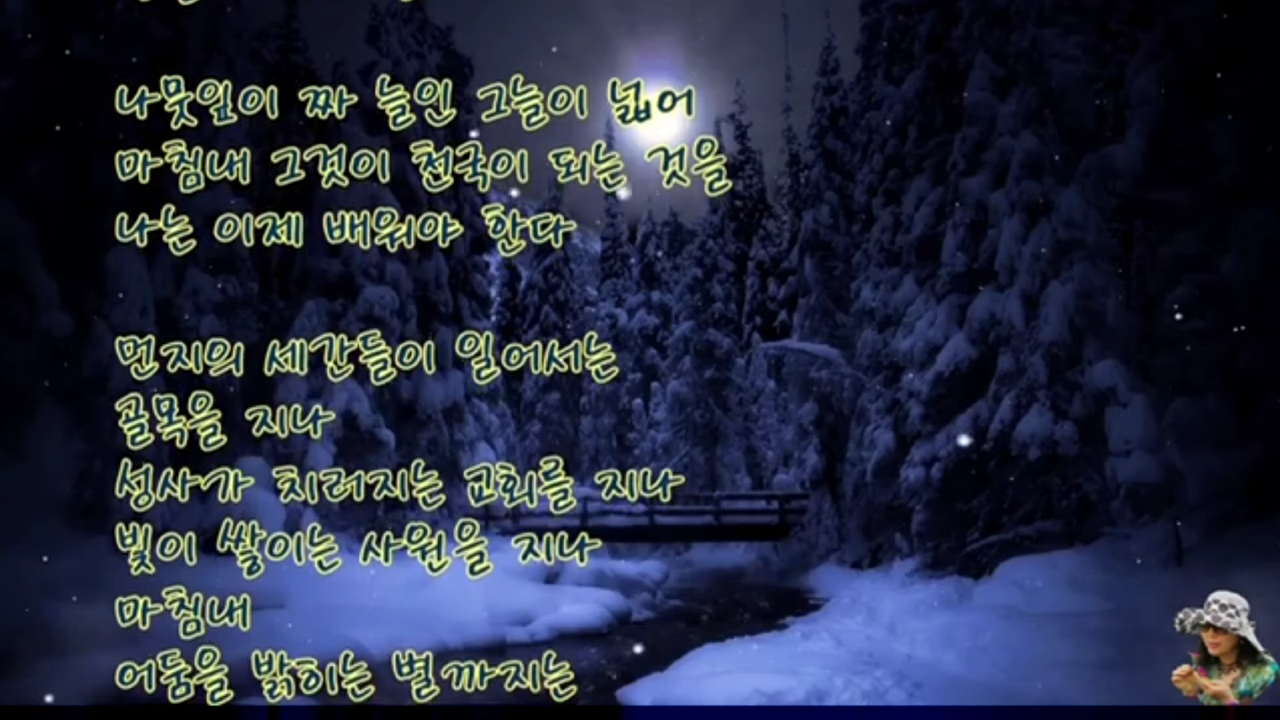 나뭇잎이 짜 늘인 그늘이 넓어
마침내 그것이 천국이 되는 것을
나는 이제 배워야 한다
먼지의 세간들이 일어서는
골목을 지나
성사가 치러지는 교회를 지나
빛이 쌓이는 사원을 지나
마침내
어둠을 밝히는 별까지는